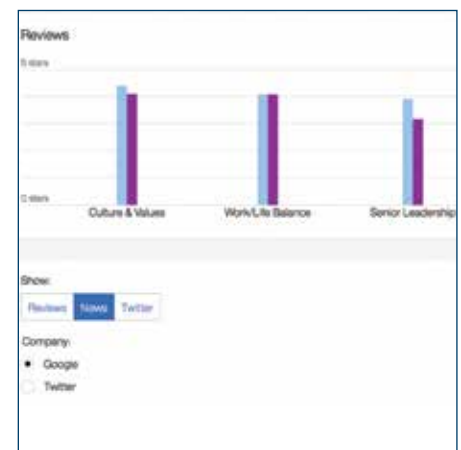 Reviews
5 stars
0 stars
Culture & Values Work/Life Balance Senior Leadership
Show:
Reviews News Twitter
Company:
Google
Twitter